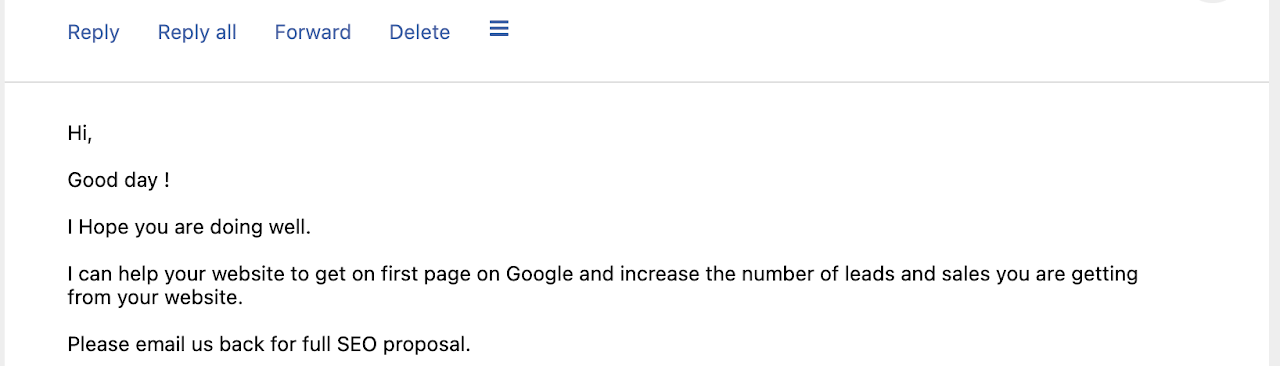 Reply Reply all Forward Delete
Hi,
Good day !
I Hope you are doing well.
I can help your website to get on first page on Google and increase the number of leads and sales you are getting
from your website.
Please email us back for full SEO proposal.